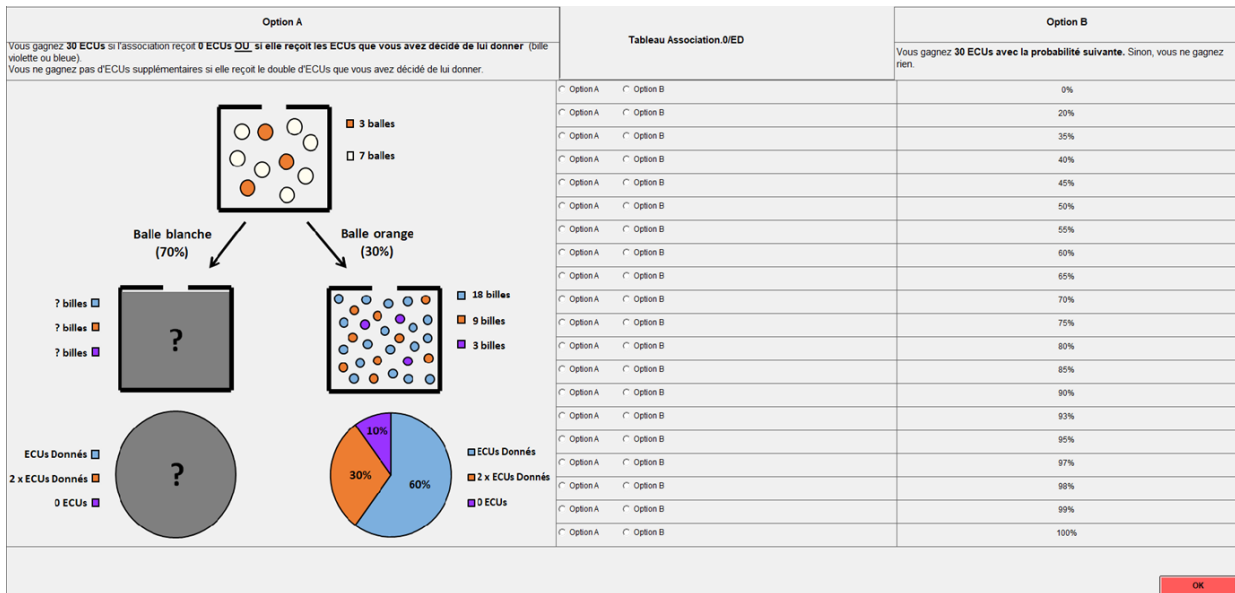 Option A
Vous gagnez 30 ECUs si l'association reçoit 0 ECUs OU si elle reçoit les ECUs que vous avez décidé de lui donner (bille
violette ou bleue).
Vous ne gagnez pas d'ECUs supplémentaires si elle reçoit le double d'ECUs que vous avez décidé de lui donner.
Tableau Association.0/ED
Option B
Vous gagnez 30 ECUs avec la probabilité suivante. Sinon, vous ne gagnez
rien.
3 balles
7 balles
Balle blanche
(70%)
Balle orange
(30%)
? billes
? billes
? billes
?
18 billes
9 billes
3 billes
ECUs Donnés
2 x ECUs Donnés
0 ECUs
?
10%
30%
60%
ECUs Donnés
2 x ECUs Donnés
0 ECUs
Option A Option B 0%
Option A Option B 20%
Option A Option B 35%
Option A Option B 40%
Option A Option B 45%
Option A Option B 50%
Option A Option B 55%
Option A Option B 60%
Option A Option B 65%
Option A Option B 70%
Option A Option B 75%
Option A Option B 80%
Option A Option B 85%
Option A Option B 90%
Option A Option B 93%
Option A Option B 95%
Option A Option B 97%
Option A Option B 98%
Option A Option B 99%
Option A Option B 100%
OK